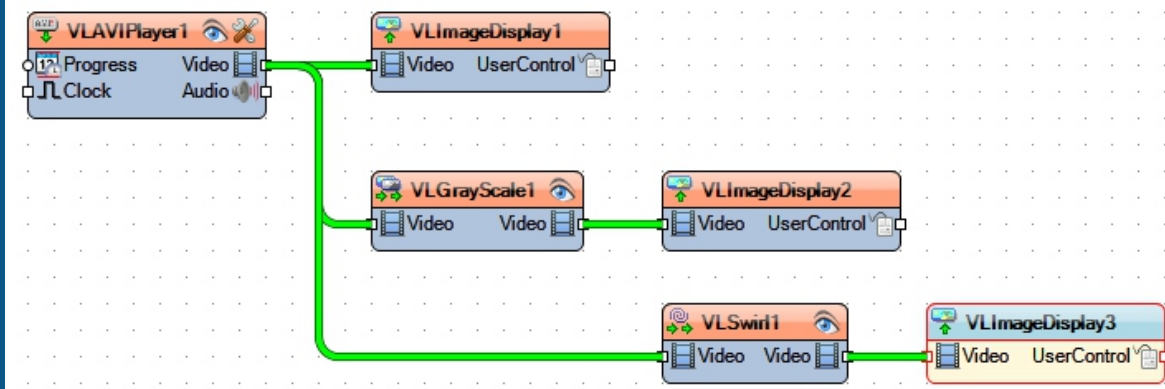 VLAVIPlayer1
Progress Video
Clock Audio
VLImageDisplay1
Video UserControl
VLGrayScale1
Video Video
VLImageDisplay2
Video UserControl
VLSwirl1
Video Video
VLImageDisplay3
Video UserControl